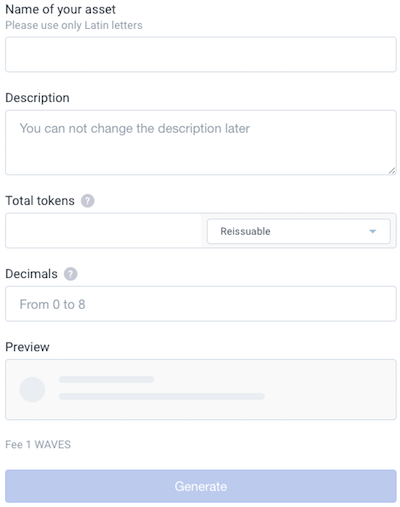 Name of your asset
Please use only Latin letters
Description
You can not change the description later
Total tokens ?
Reissuable
Decimals ?
From 0 to 8
Preview
Fee 1 WAVES
Generate